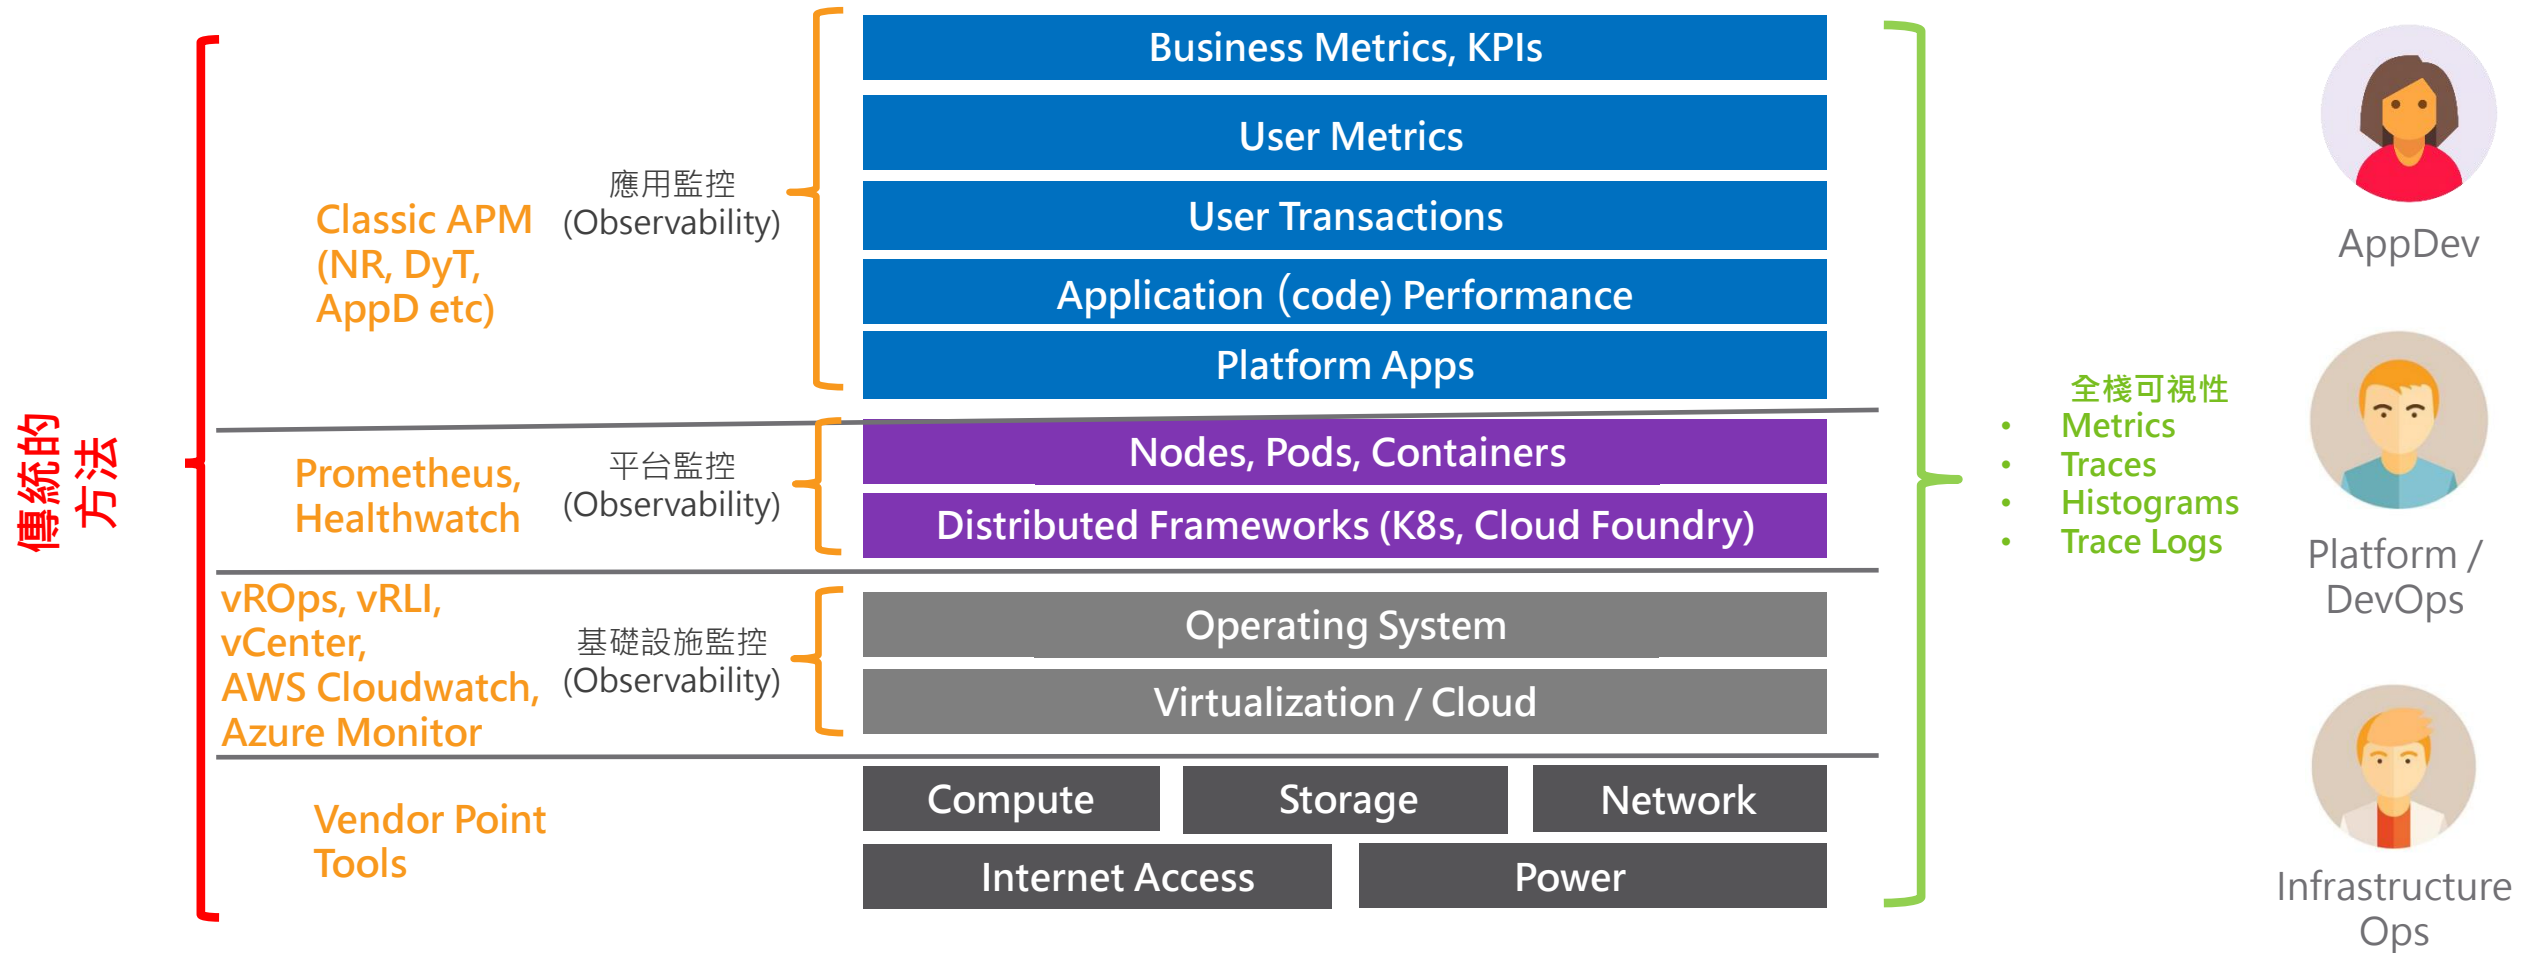 傳統的
方法
Classic APM
(NR, DyT,
AppD etc)
應用監控
(Observability)
Business Metrics, KPIs
User Metrics
User Transactions
Application (code) Performance
Platform Apps
Prometheus,
Healthwatch
平台監控
(Observability)
Nodes, Pods, Containers
Distributed Frameworks (K8s, Cloud Foundry)
vROps, vRLI,
vCenter,
AWS Cloudwatch,
Azure Monitor
基礎設施監控
(Observability)
Operating System
Virtualization / Cloud
Vendor Point
Tools
Compute
Storage
Network
Internet Access
Power
全棧可視性
• Metrics
• Traces
• Histograms
• Trace Logs
AppDev
Platform /
DevOps
Infrastructure
Ops